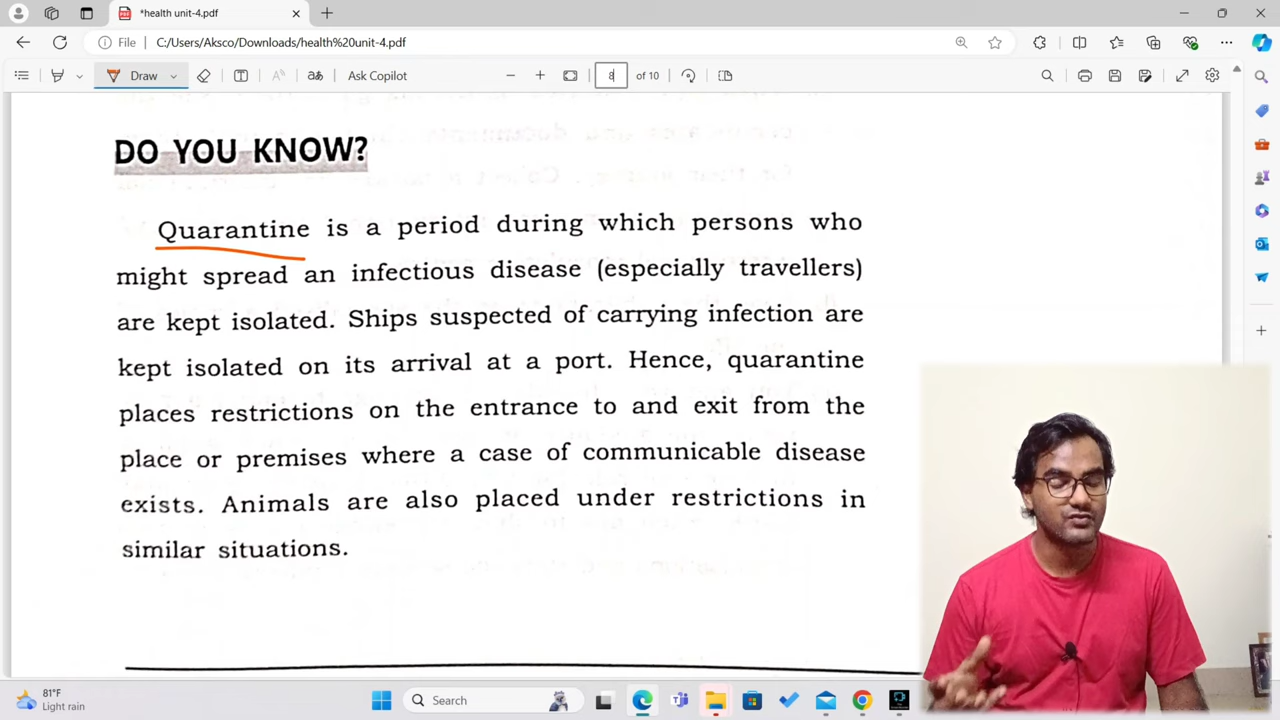 *health unit-4.pdf
File C:/Users/Aksco/Downloads/health%20unit-4.pdf
Draw Ask Copilot 8 of 10
DO YOU KNOW?
Quarantine is a period during which persons who
might spread an infectious disease (especially travellers)
are kept isolated. Ships suspected of carrying infection are
kept isolated on its arrival at a port. Hence, quarantine
places restrictions on the entrance to and exit from the
place or premises where a case of communicable disease
exists. Animals are also placed under restrictions in
similar situations.
81°F
Light rain
Search